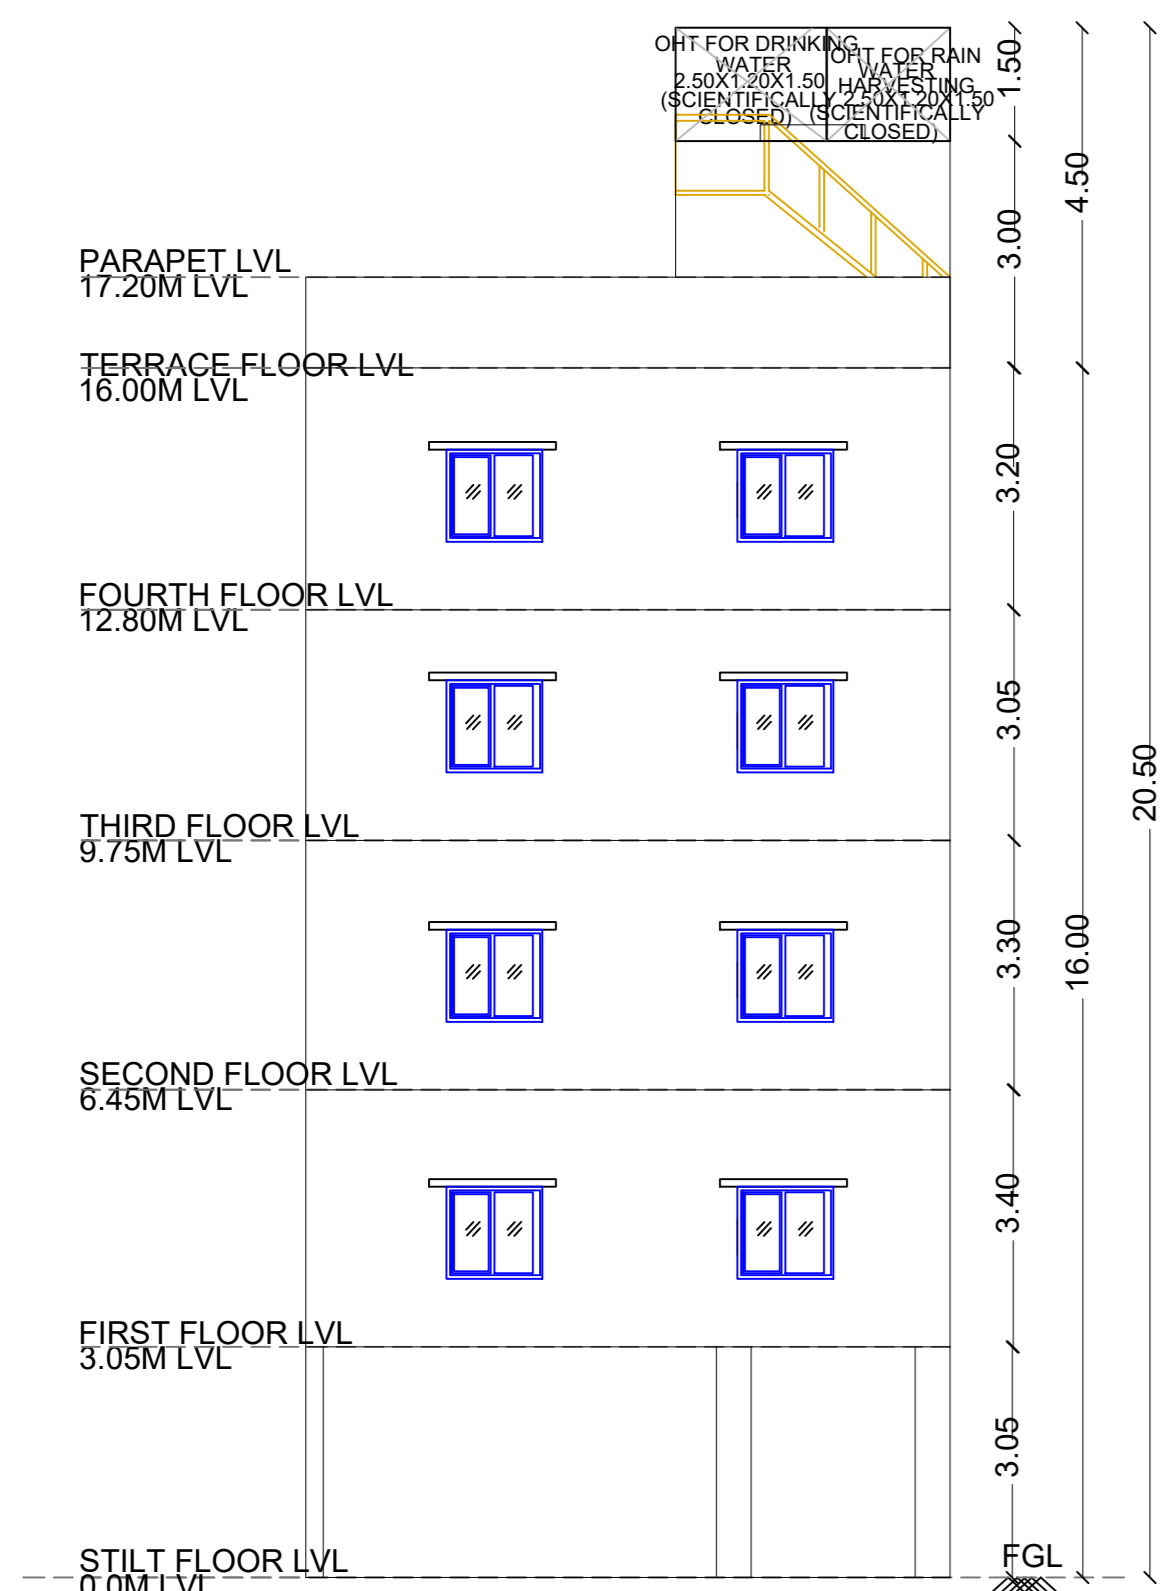 OHT FOR DRINKING
WATER
2.50X1.20X1.50
(SCIENTIFICALLY
CLOSED)
OHT FOR RAIN
WATER
HARVESTING
2.50X1.20X1.50
(SCIENTIFICALLY
CLOSED)
1.50
4.50
3.00
PARAPET LVL
17.20M LVL
TERRACE FLOOR LVL
16.00M LVL
3.20
FOURTH FLOOR LVL
12.80M LVL
3.05
20.50
THIRD FLOOR LVL
9.75M LVL
3.30
16.00
SECOND FLOOR LVL
6.45M LVL
3.40
FIRST FLOOR LVL
3.05M LVL
3.05
STILT FLOOR LVL
0.0M LVL
FGL